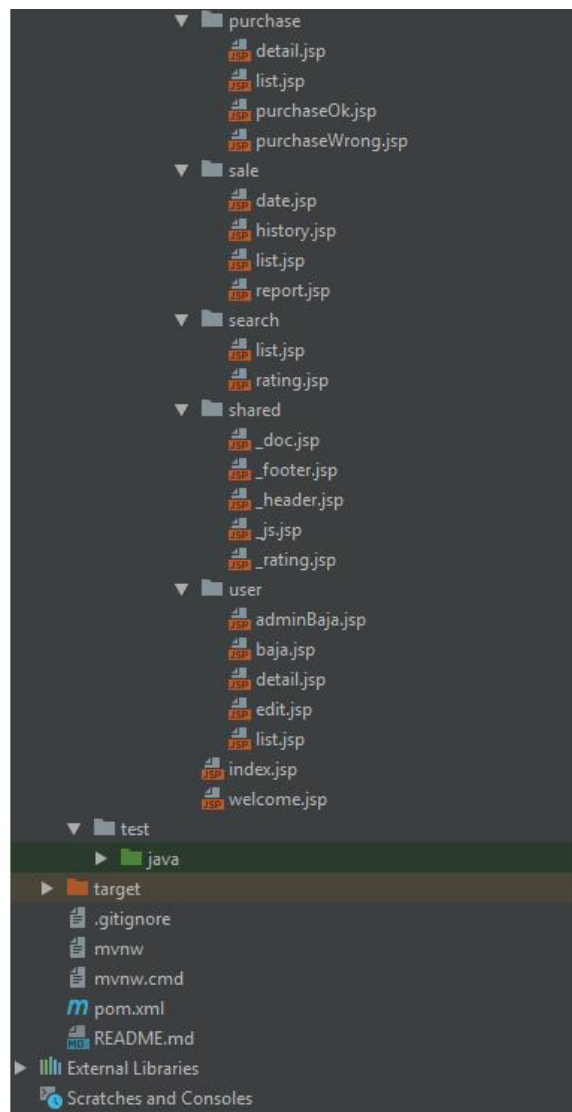 purchase
detail.jsp
list.jsp
purchaseOk.jsp
purchaseWrong.jsp
sale
date.jsp
history.jsp
list.jsp
report.jsp
search
list.jsp
rating.jsp
shared
_doc.jsp
_footer.jsp
_header.jsp
_js.jsp
_rating.jsp
user
adminBaja.jsp
baja.jsp
detail.jsp
edit.jsp
list.jsp
index.jsp
welcome.jsp
test
java
target
.gitignore
mvnw
mvnw.cmd
pom.xml
README.md
External Libraries
Scratches and Consoles